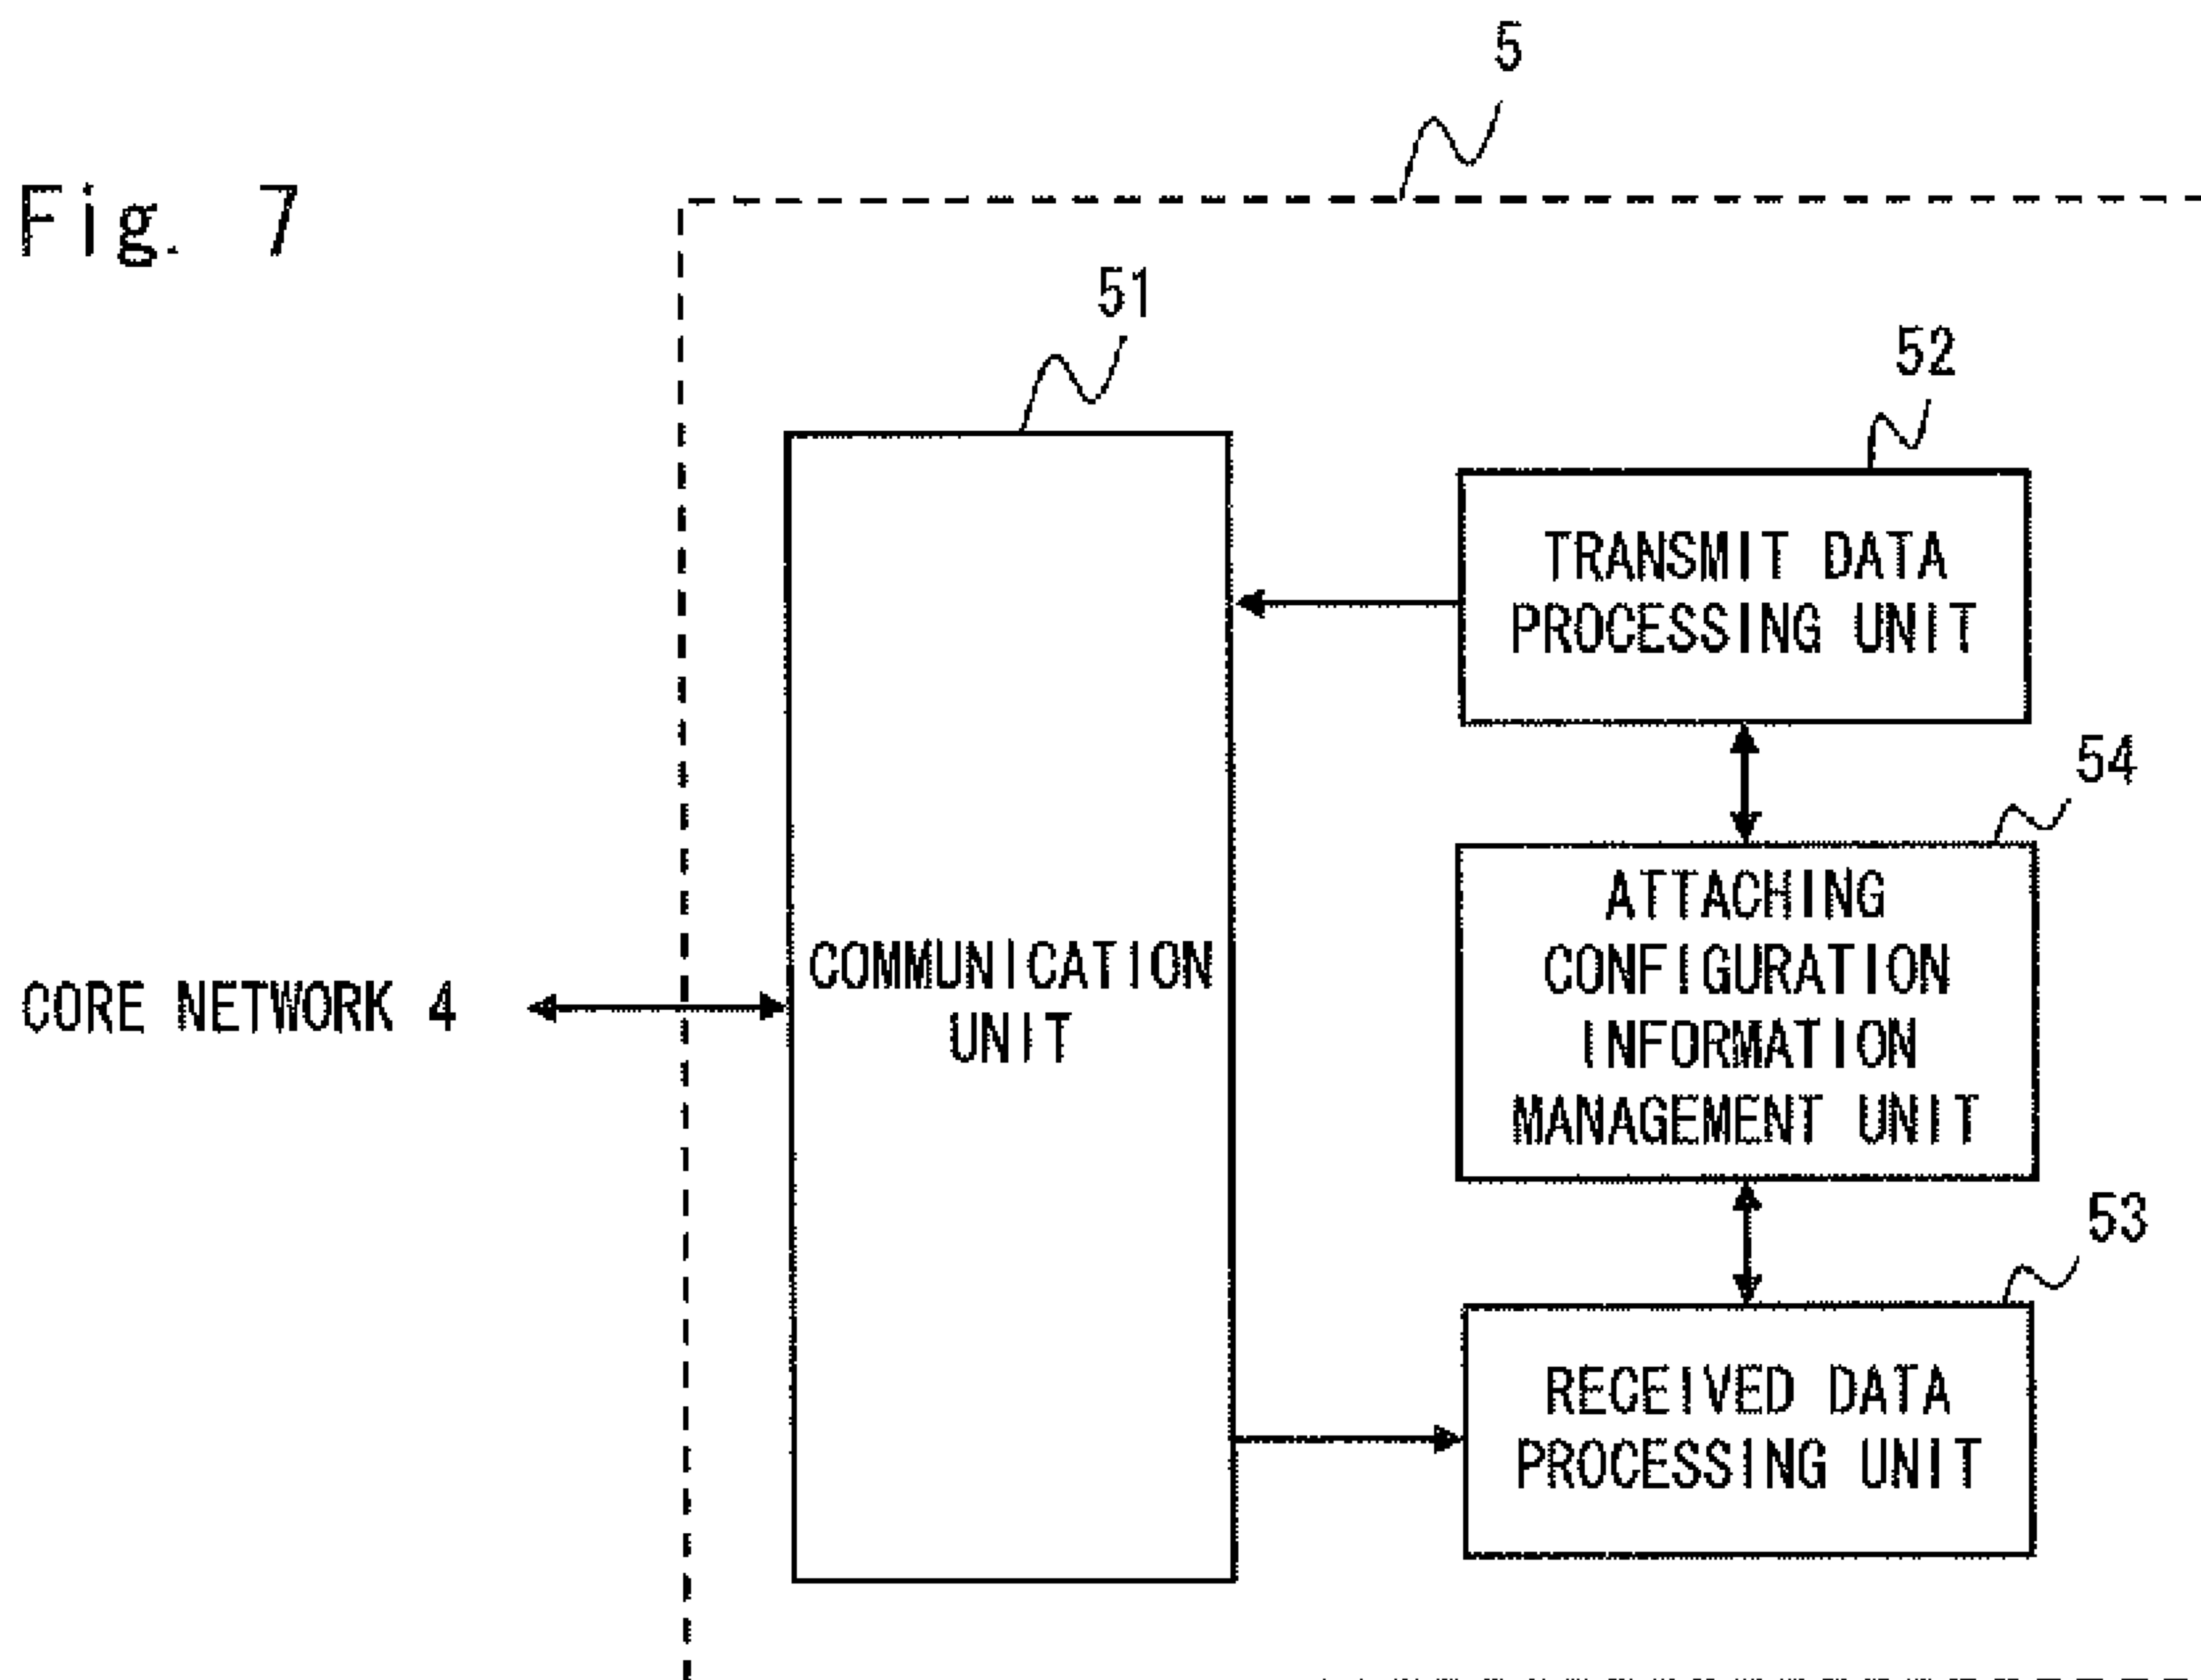 Fig. 7
5
51
52
TRANSMIT DATA
PROCESSING UNIT
54
ATTACHING
CONFIGURATION
INFORMATION
MANAGEMENT UNIT
COMMUNICATION
UNIT
CORE NETWORK 4
53
RECEIVED DATA
PROCESSING UNIT